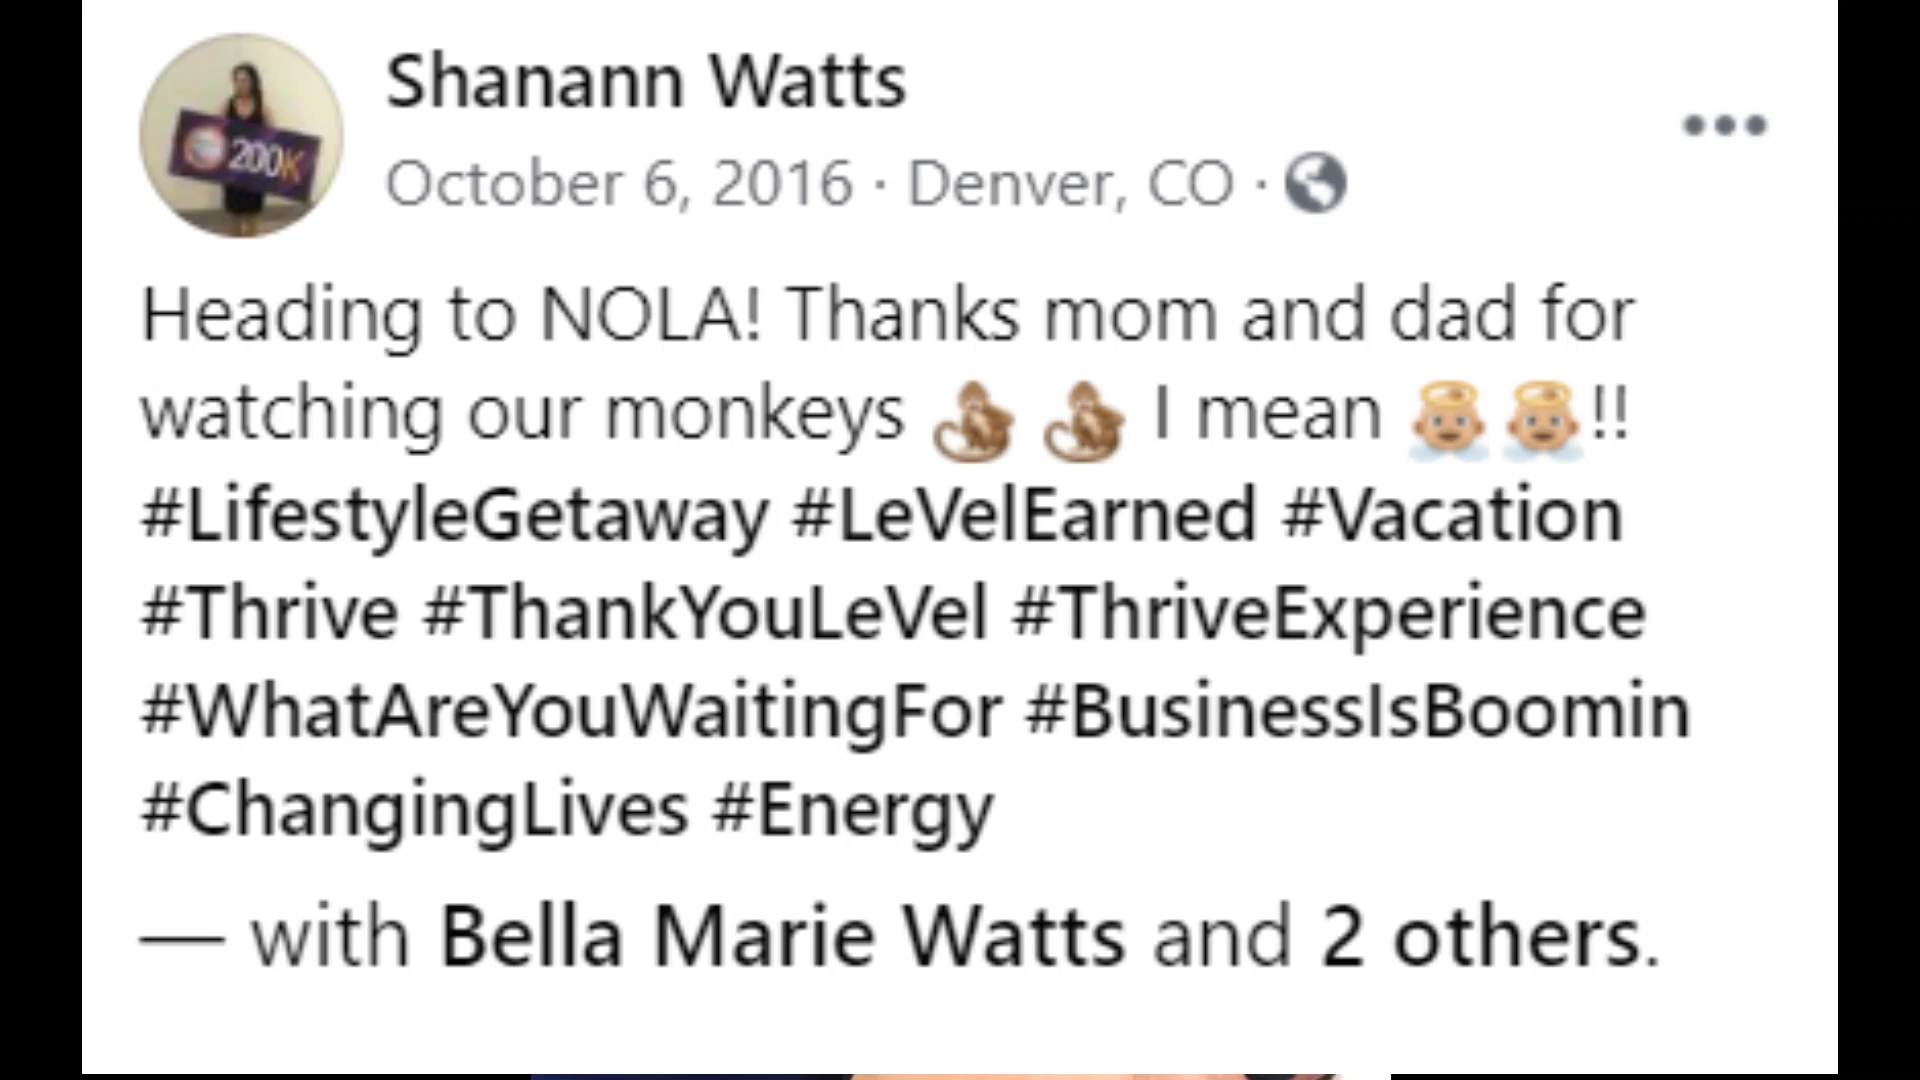 Shanann Watts
October 6, 2016 · Denver, CO ·
200K
Heading to NOLA! Thanks mom and dad for
watching our monkeys 🐒 🐒 I mean 👼🏼👼🏼!!
#LifestyleGetaway #LeVelEarned #Vacation
#Thrive #ThankYouLeVel #ThriveExperience
#WhatAreYouWaitingFor #BusinessIsBoomin
#ChangingLives #Energy
— with Bella Marie Watts and 2 others.